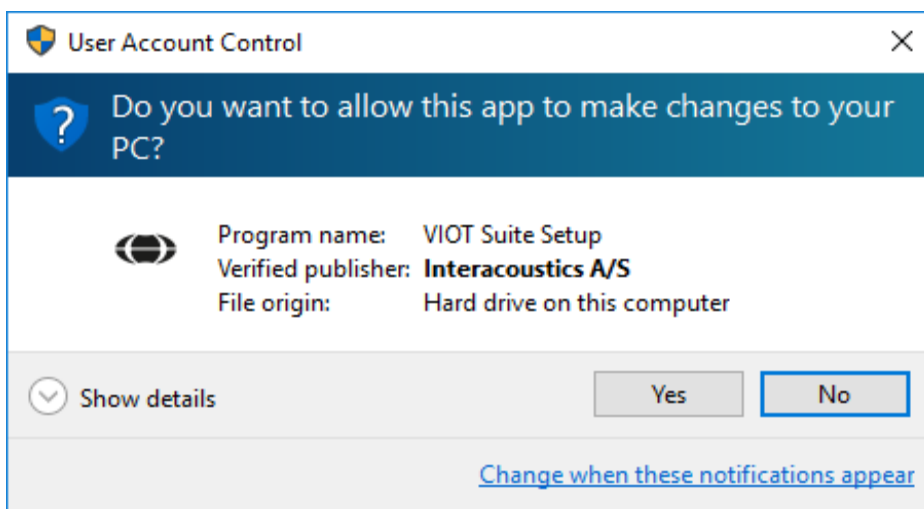 User Account Control
Do you want to allow this app to make changes to your
PC?
Program name: VIOT Suite Setup
Verified publisher: Interacoustics A/S
File origin: Hard drive on this computer
Show details
Yes
No
Change when these notifications appear